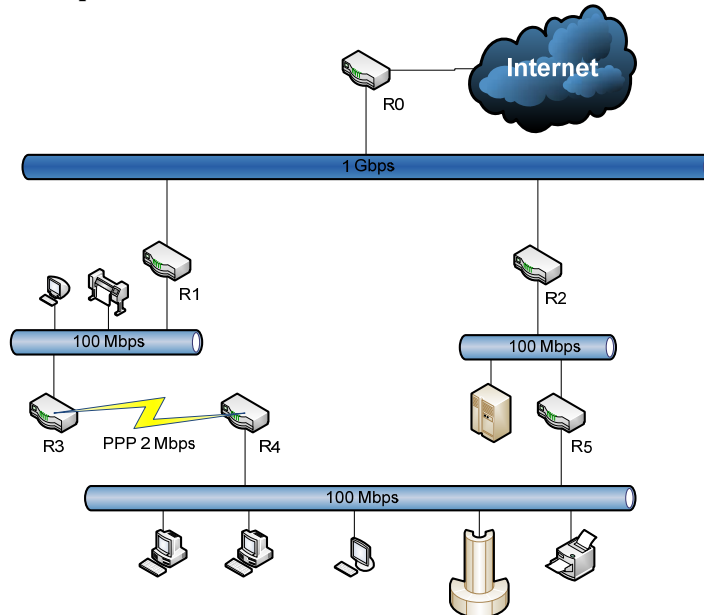 Internet
R0
1 Gbps
R1
R2
100 Mbps
100 Mbps
R3
PPP 2 Mbps
R4
R5
100 Mbps